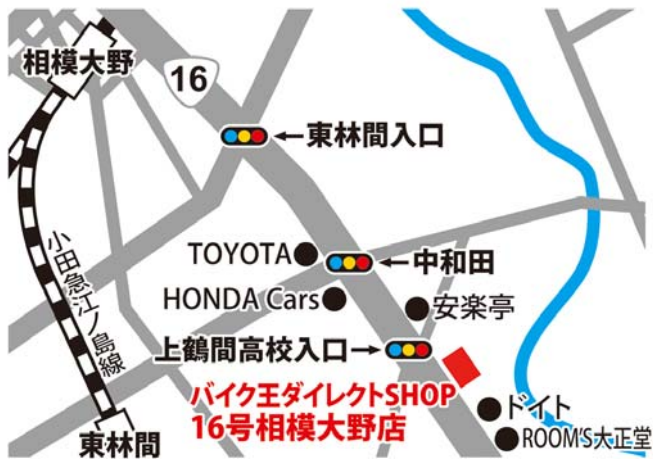 相模大野
16
東林間入口
小田急江ノ島線
TOYOTA
中和田
HONDA Cars
安楽亭
上鶴間高校入口
バイク王ダイレクトSHOP
16号相模大野店
ドイト
東林間
ROOM'S大正堂